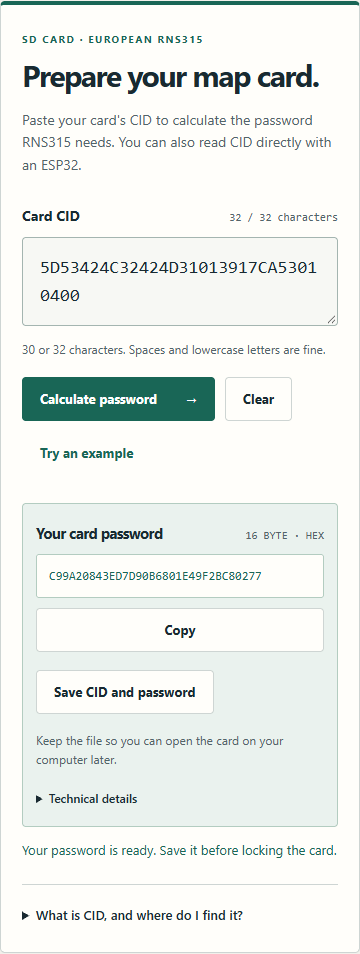 SD CARD · EUROPEAN RNS315
Prepare your map card.
Paste your card's CID to calculate the password
RNS315 needs. You can also read CID directly with
an ESP32.
Card CID
32 / 32 characters
5D53424C32424D31013917CA5301
0400
30 or 32 characters. Spaces and lowercase letters are fine.
Calculate password →
Clear
Try an example
Your card password
16 BYTE · HEX
C99A20843ED7D90B6801E49F2BC80277
Copy
Save CID and password
Keep the file so you can open the card on your
computer later.
Technical details
Your password is ready. Save it before locking the card.
What is CID, and where do I find it?